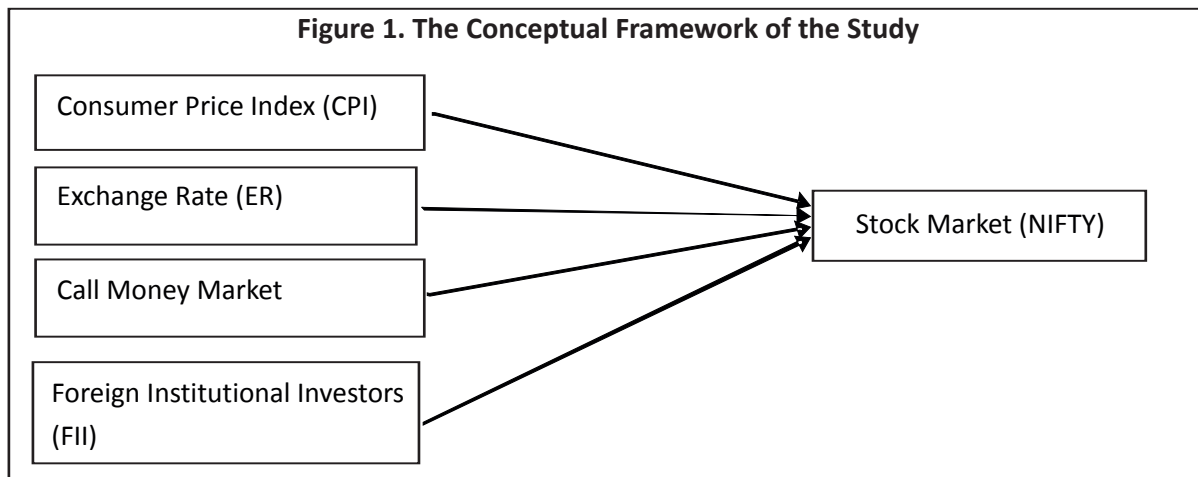 Figure 1. The Conceptual Framework of the Study
Consumer Price Index (CPI)
Exchange Rate (ER)
Call Money Market
Foreign Institutional Investors
(FII)
Stock Market (NIFTY)